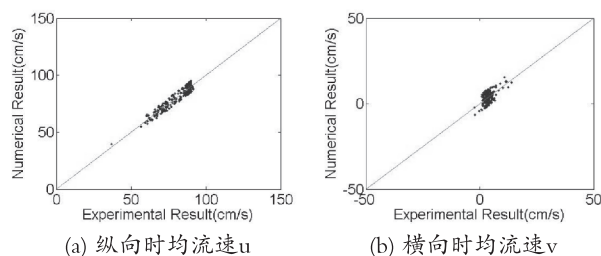 150
100
50
0
Numerical Result(cm/s)
0 50 100 150
Experimental Result(cm/s)
(a) 纵向时均流速u
50
0
-50
Numerical Result(cm/s)
-50 0 50
Experimental Result(cm/s)
(b) 横向时均流速v